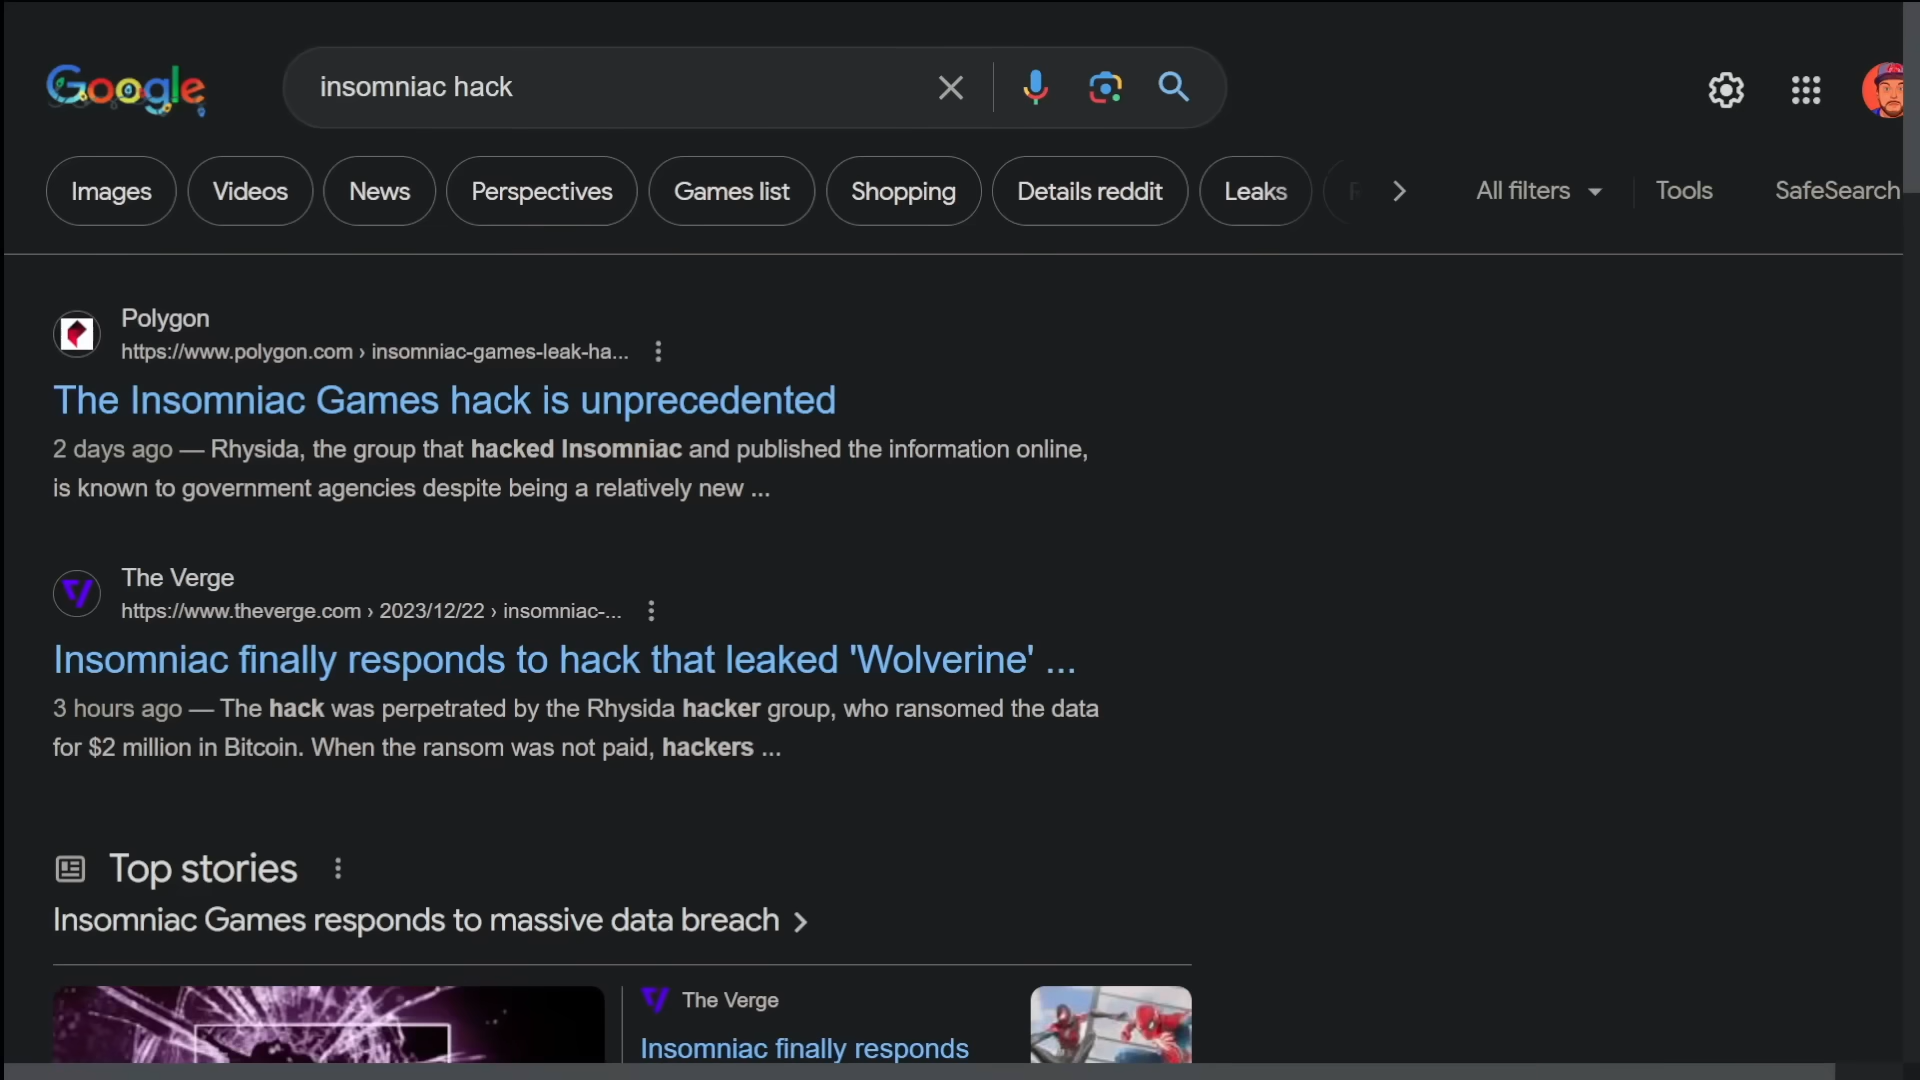 Google
insomniac hack
Images
Videos
News
Perspectives
Games list
Shopping
Details reddit
Leaks
All filters
Tools
SafeSearch
Polygon
https://www.polygon.com › insomniac-games-leak-ha...
The Insomniac Games hack is unprecedented
2 days ago — Rhysida, the group that hacked Insomniac and published the information online,
is known to government agencies despite being a relatively new ...
The Verge
https://www.theverge.com › 2023/12/22 › insomniac-...
Insomniac finally responds to hack that leaked 'Wolverine' ...
3 hours ago — The hack was perpetrated by the Rhysida hacker group, who ransomed the data
for $2 million in Bitcoin. When the ransom was not paid, hackers ...
Top stories
Insomniac Games responds to massive data breach
The Verge
Insomniac finally responds